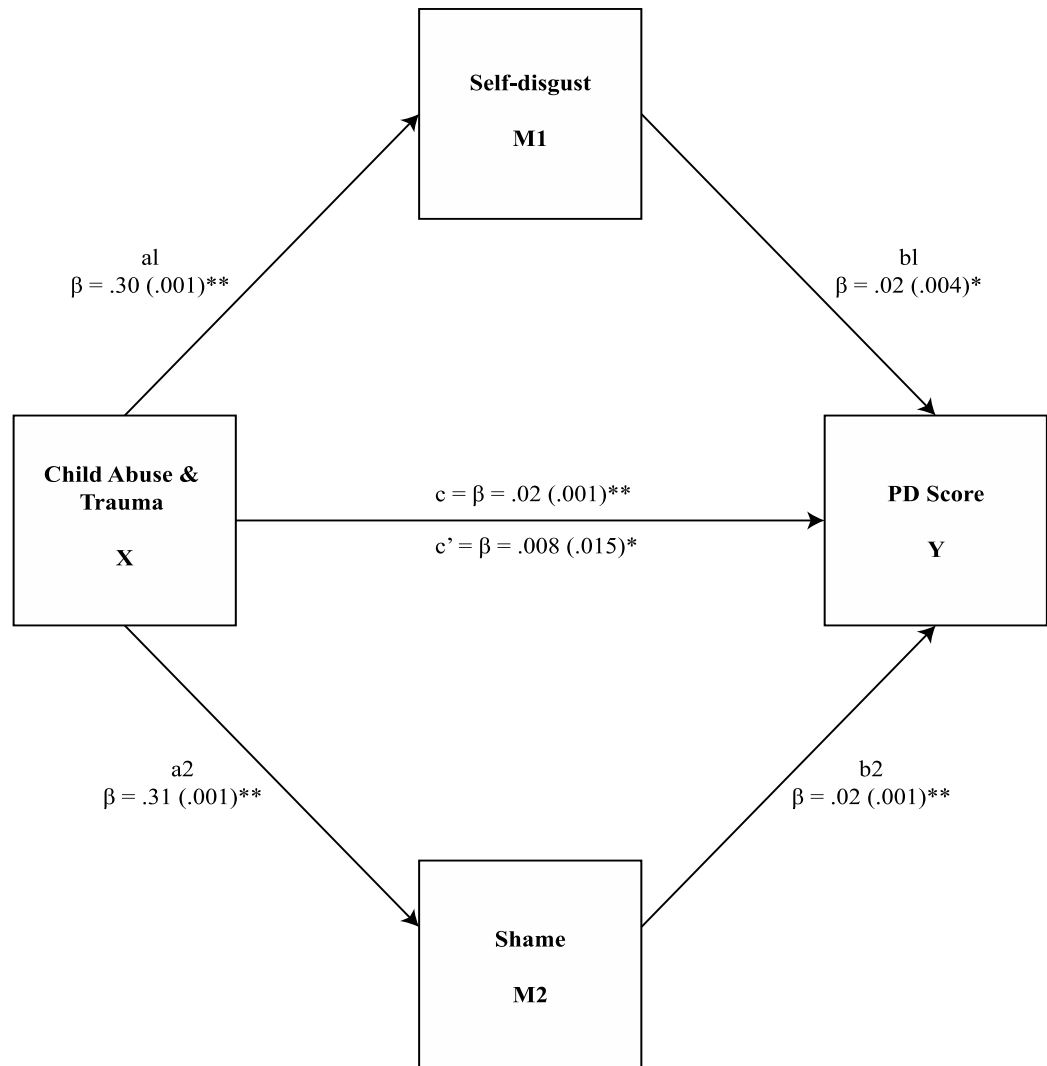 Self-disgust
M1
al
β = .30 (.001)**
bl
β = .02 (.004)*
Child Abuse &
Trauma
X
c = β = .02 (.001)**
c’ = β = .008 (.015)*
PD Score
Y
a2
β = .31 (.001)**
b2
β = .02 (.001)**
Shame
M2